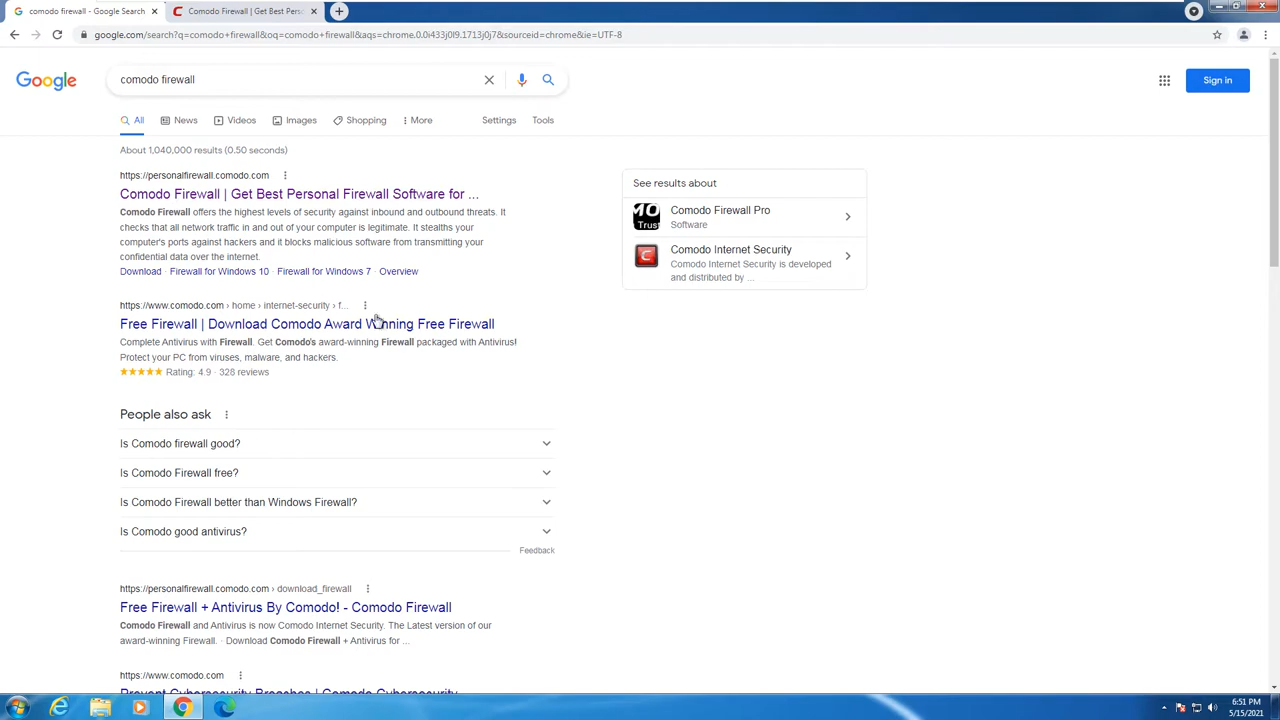 comodo firewall - Google Search
Comodo Firewall | Get Best Pers
google.com/search?q=comodo+firewall&oq=comodo+firewall&aqs=chrome.0.0i433j0l9.1713j0j7&sourceid=chrome&ie=UTF-8
Google
comodo firewall
Sign in
All
News
Videos
Images
Shopping
More
Settings
Tools
About 1,040,000 results (0.50 seconds)
https://personalfirewall.comodo.com
Comodo Firewall | Get Best Personal Firewall Software for ...
Comodo Firewall offers the highest levels of security against inbound and outbound threats. It
checks that all network traffic in and out of your computer is legitimate. It stealths your
computer's ports against hackers and it blocks malicious software from transmitting your
confidential data over the internet.
Download · Firewall for Windows 10 · Firewall for Windows 7 · Overview
https://www.comodo.com › home › internet-security › f...
Free Firewall | Download Comodo Award Winning Free Firewall
Complete Antivirus with Firewall. Get Comodo's award-winning Firewall packaged with Antivirus!
Protect your PC from viruses, malware, and hackers.
Rating: 4.9 · 328 reviews
People also ask
Is Comodo firewall good?
Is Comodo Firewall free?
Is Comodo Firewall better than Windows Firewall?
Is Comodo good antivirus?
Feedback
https://personalfirewall.comodo.com › download_firewall
Free Firewall + Antivirus By Comodo! - Comodo Firewall
Comodo Firewall and Antivirus is now Comodo Internet Security. The Latest version of our
award-winning Firewall. · Download Comodo Firewall + Antivirus for ...
https://www.comodo.com
Prevent Cybersecurity Breaches | Comodo Cybersecurity
See results about
MO
Trust
Comodo Firewall Pro
Software
C
Comodo Internet Security
Comodo Internet Security is developed
and distributed by ...
6:51 PM
5/15/2021